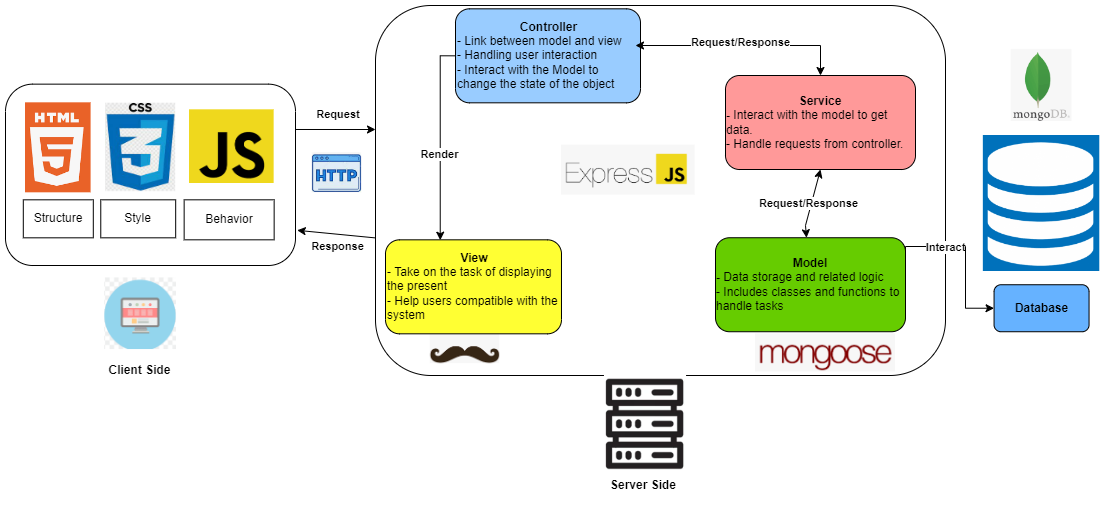 Controller
- Link between model and view
- Handling user interaction
- Interact with the Model to
change the state of the object
Request/Response
Service
- Interact with the model to get
data.
- Handle requests from controller.
mongoDB.
HTML
5
CSS
3
JS
Structure
Style
Behavior
Request
HTTP
Response
Render
Express JS
Request/Response
View
- Take on the task of displaying
the present
- Help users compatible with the
system
Model
- Data storage and related logic
- Includes classes and functions to
handle tasks
Interact
Database
mongoose
Client Side
Server Side